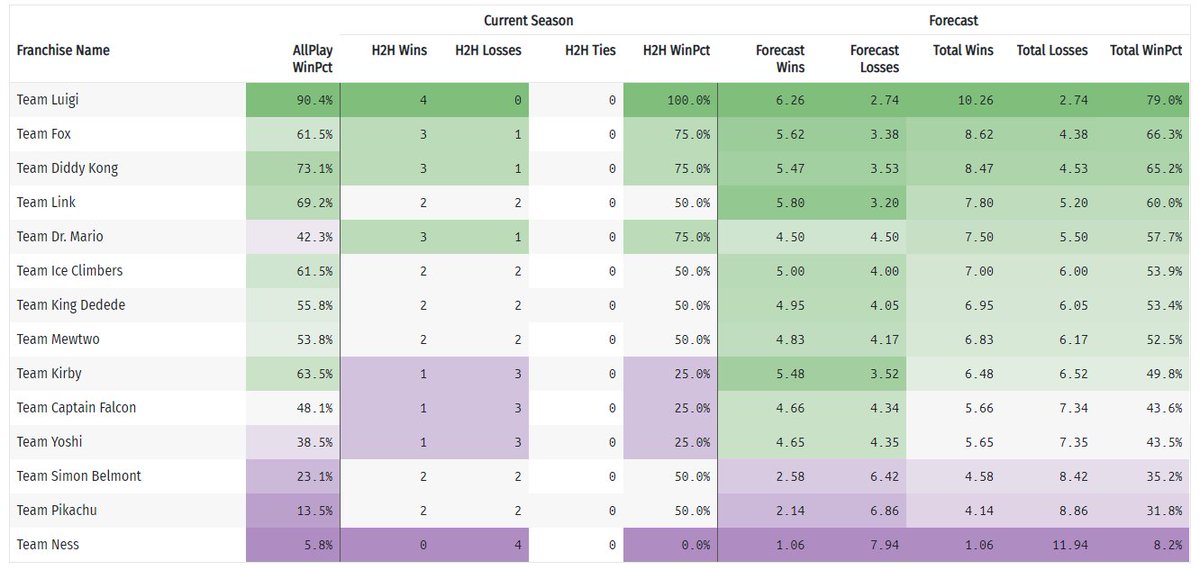 Current Season Forecast
Franchise Name AllPlay WinPct H2H Wins H2H Losses H2H Ties H2H WinPct Forecast Wins Forecast Losses Total Wins Total Losses Total WinPct
Team Luigi 90.4% 4 0 0 100.0% 6.26 2.74 10.26 2.74 79.0%
Team Fox 61.5% 3 1 0 75.0% 5.62 3.38 8.62 4.38 66.3%
Team Diddy Kong 73.1% 3 1 0 75.0% 5.47 3.53 8.47 4.53 65.2%
Team Link 69.2% 2 2 0 50.0% 5.80 3.20 7.80 5.20 60.0%
Team Dr. Mario 42.3% 3 1 0 75.0% 4.50 4.50 7.50 5.50 57.7%
Team Ice Climbers 61.5% 2 2 0 50.0% 5.00 4.00 7.00 6.00 53.9%
Team King Dedede 55.8% 2 2 0 50.0% 4.95 4.05 6.95 6.05 53.4%
Team Mewtwo 53.8% 2 2 0 50.0% 4.83 4.17 6.83 6.17 52.5%
Team Kirby 63.5% 1 3 0 25.0% 5.48 3.52 6.48 6.52 49.8%
Team Captain Falcon 48.1% 1 3 0 25.0% 4.66 4.34 5.66 7.34 43.6%
Team Yoshi 38.5% 1 3 0 25.0% 4.65 4.35 5.65 7.35 43.5%
Team Simon Belmont 23.1% 2 2 0 50.0% 2.58 6.42 4.58 8.42 35.2%
Team Pikachu 13.5% 2 2 0 50.0% 2.14 6.86 4.14 8.86 31.8%
Team Ness 5.8% 0 4 0 0.0% 1.06 7.94 1.06 11.94 8.2%